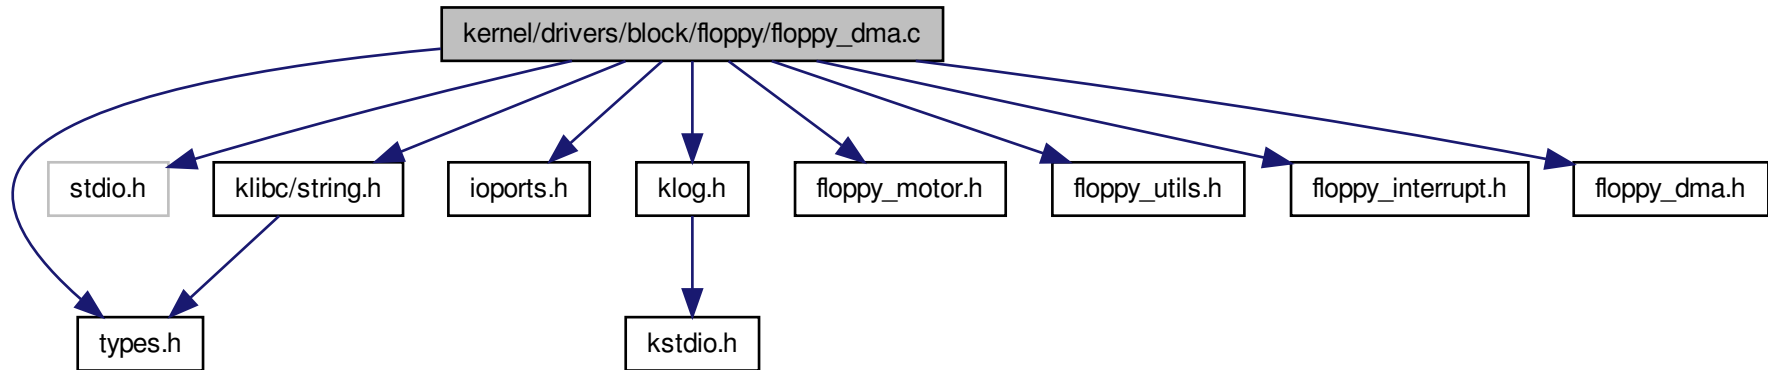 kernel/drivers/block/floppy/floppy_dma.c
stdio.h
klibc/string.h
ioports.h
klog.h
floppy_motor.h
floppy_utils.h
floppy_interrupt.h
floppy_dma.h
types.h
kstdio.h